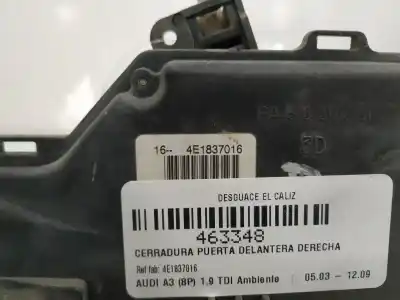 16-- 4E1837016
DESGUACE EL CALIZ
463348
CERRADURA PUERTA DELANTERA DERECHA
Ref fab: 4E1837016
AUDI A3 (8P) 1.9 TDI Ambiente 05.03 - 12.09